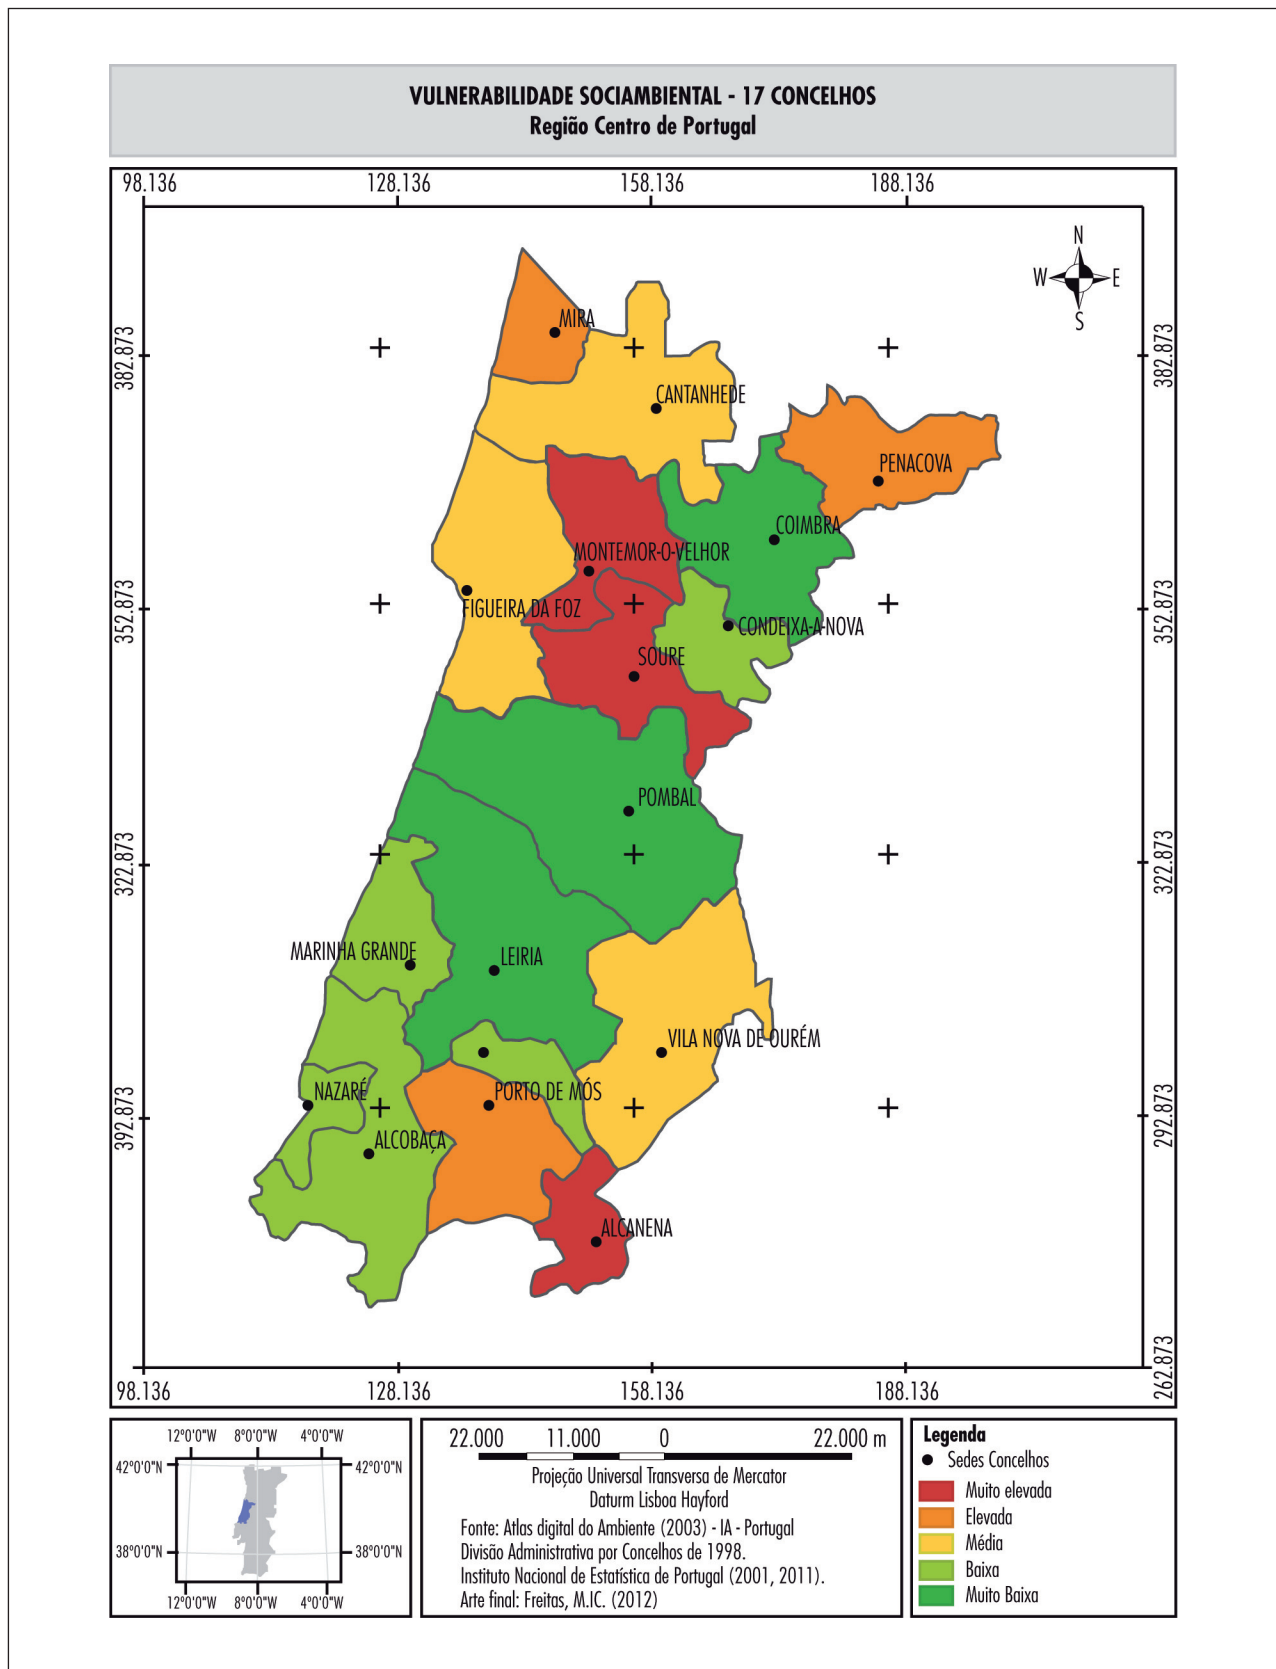 VULNERABILIDADE SOCIAMBIENTAL - 17 CONCELHOS
Região Centro de Portugal
98.136 128.136 158.136 188.136
N
W E
S
MIRA
382.873 382.873
CANTANHEDE
PENACOVA
COIMBRA
MONTEMOR-O-VELHOR
FIGUEIRA DA FOZ
352.873 352.873
CONDEIXA-A-NOVA
SOURE
POMBAL
322.873 322.873
MARINHA GRANDE
LEIRIA
VILA NOVA DE OURÉM
NAZARÉ
PORTO DE MÓS
392.873 292.873
ALCOBAÇA
ALCANENA
262.873
98.136 128.136 158.136 188.136
12°0'0"W 8°0'0"W 4°0'0"W
42°0'0"N 42°0'0"N
38°0'0"N 38°0'0"N
12°0'0"W 8°0'0"W 4°0'0"W
22.000 11.000 0 22.000 m
Projeção Universal Transversa de Mercator
Daturm Lisboa Hayford
Fonte: Atlas digital do Ambiente (2003) - IA - Portugal
Divisão Administrativa por Concelhos de 1998.
Instituto Nacional de Estatística de Portugal (2001, 2011).
Arte final: Freitas, M.IC. (2012)
Legenda
Sedes Concelhos
Muito elevada
Elevada
Média
Baixa
Muito Baixa